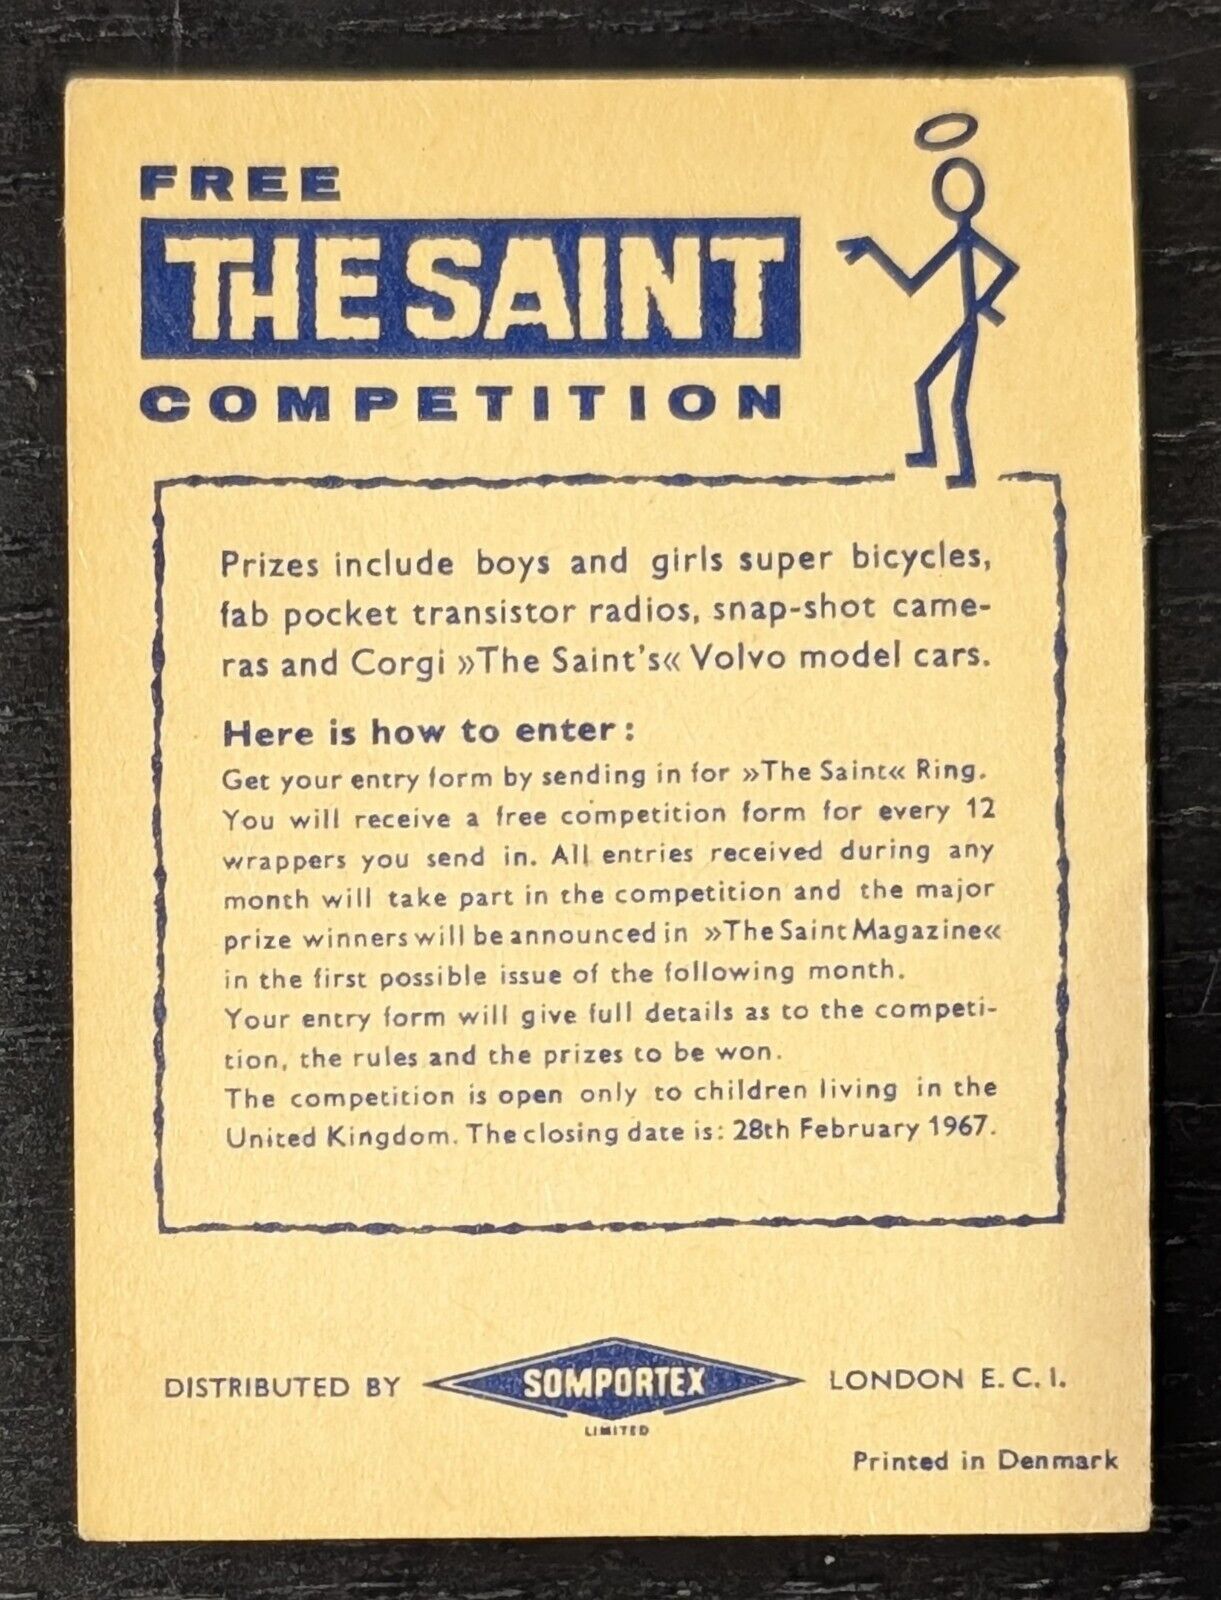 FREE
THE SAINT
COMPETITION
Prizes include boys and girls super bicycles,
fab pocket transistor radios, snap-shot came-
ras and Corgi »The Saint's« Volvo model cars.
Here is how to enter:
Get your entry form by sending in for »The Saint« Ring.
You will receive a free competition form for every 12
wrappers you send in. All entries received during any
month will take part in the competition and the major
prize winners will be announced in »The Saint Magazine«
in the first possible issue of the following month.
Your entry form will give full details as to the competi-
tion, the rules and the prizes to be won.
The competition is open only to children living in the
United Kingdom. The closing date is: 28th February 1967.
DISTRIBUTED BY SOMPORTEX LONDON E.C.I.
LIMITED
Printed in Denmark